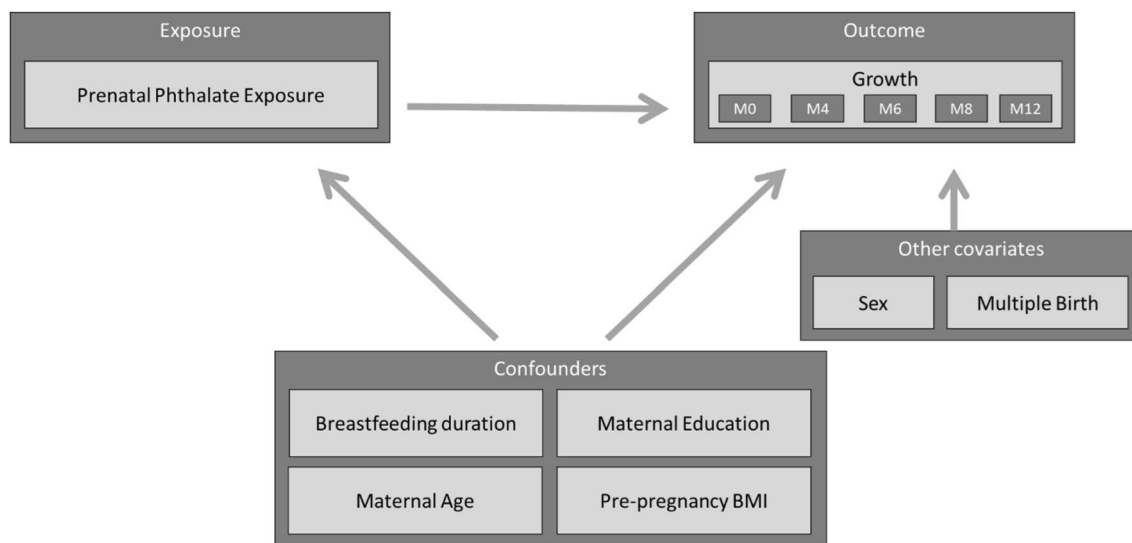 Exposure
Prenatal Phthalate Exposure
Outcome
Growth
M0 M4 M6 M8 M12
Other covariates
Sex Multiple Birth
Confounders
Breastfeeding duration Maternal Education
Maternal Age Pre-pregnancy BMI